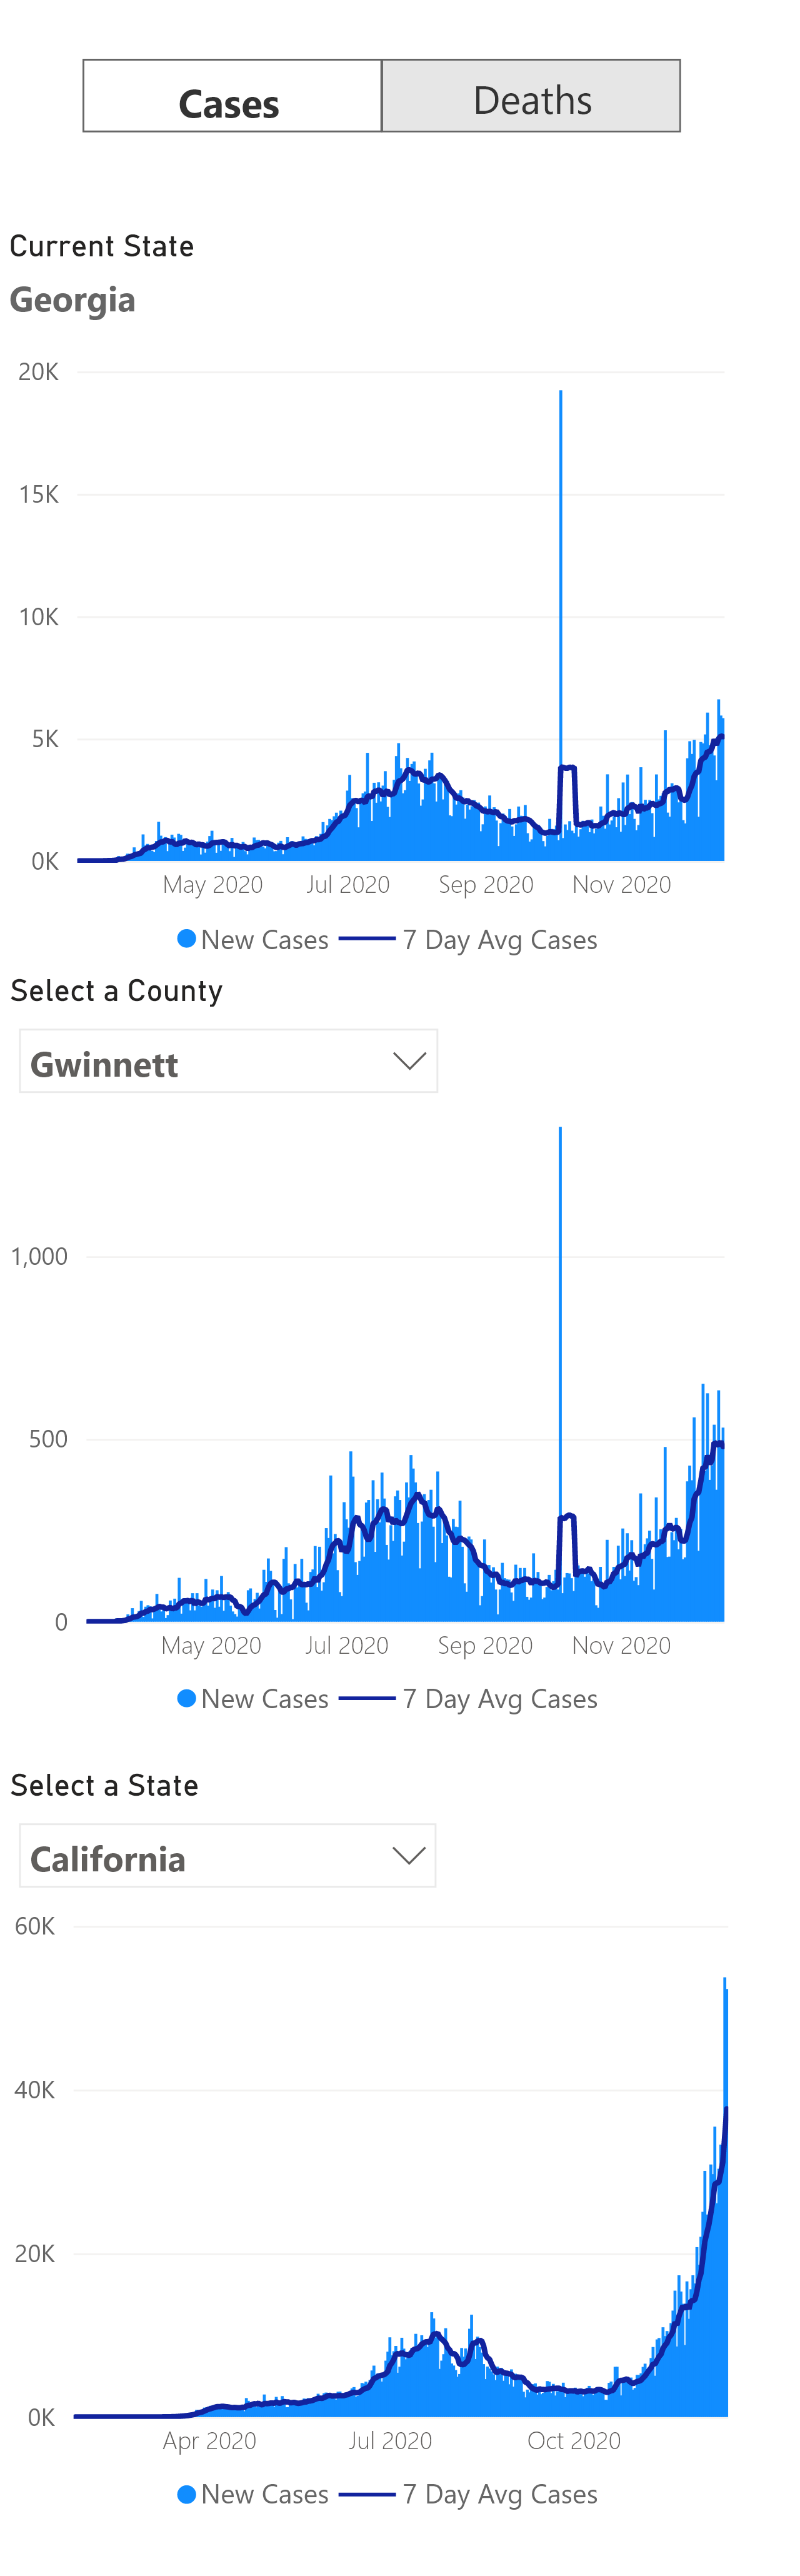 Cases Deaths
Current State
Georgia
20K
15K
10K
5K
0K
May 2020 Jul 2020 Sep 2020 Nov 2020
New Cases 7 Day Avg Cases
Select a County
Gwinnett
1,000
500
0
May 2020 Jul 2020 Sep 2020 Nov 2020
New Cases 7 Day Avg Cases
Select a State
California
60K
40K
20K
0K
Apr 2020 Jul 2020 Oct 2020
New Cases 7 Day Avg Cases